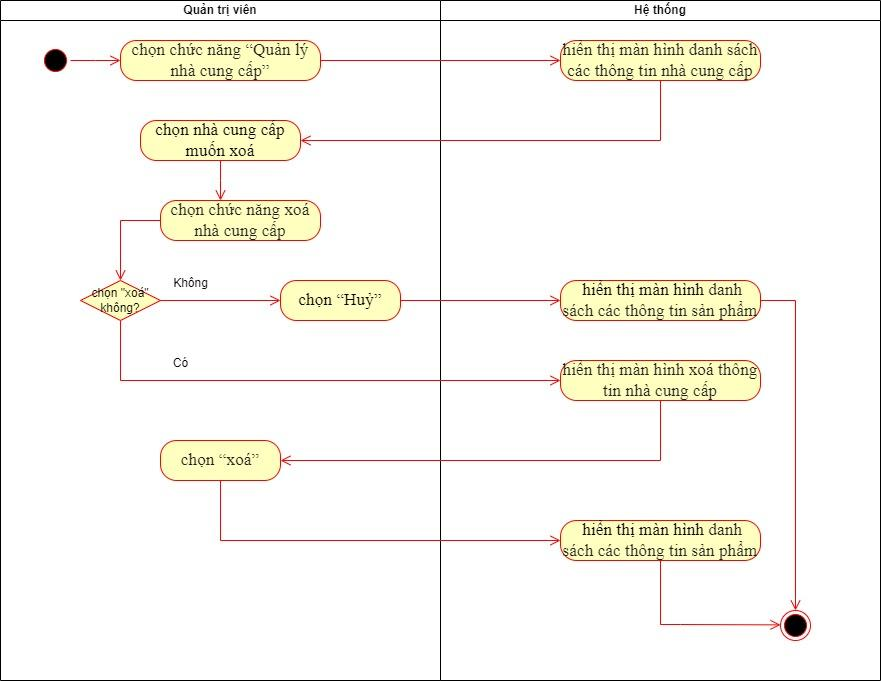 Quản trị viên
Hệ thống
chọn chức năng “Quản lý
nhà cung cấp”
hiển thị màn hình danh sách
các thông tin nhà cung cấp
chọn nhà cung cấp
muốn xoá
chọn chức năng xoá
nhà cung cấp
chọn "xoá"
không?
Không
chọn “Huỷ”
hiển thị màn hình danh
sách các thông tin sản phẩm
Có
hiển thị màn hình xoá thông
tin nhà cung cấp
chọn “xoá”
hiển thị màn hình danh
sách các thông tin sản phẩm